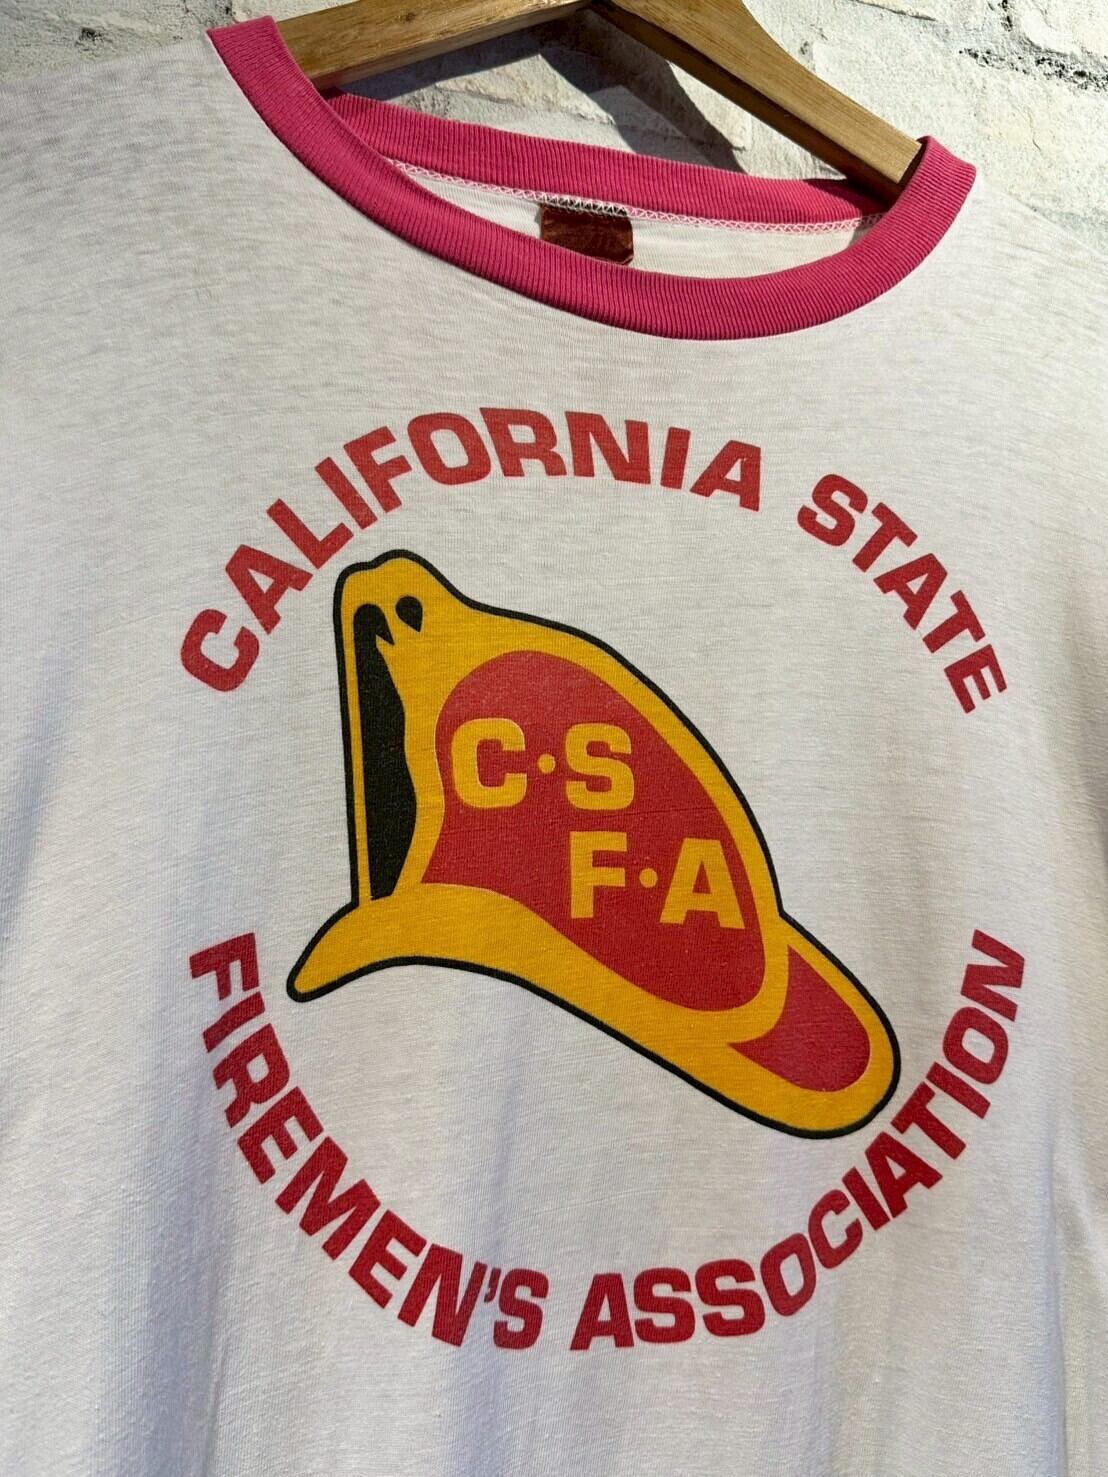 CALIFORNIA STATE
C·S
F·A
FIREMEN'S ASSOCIATION